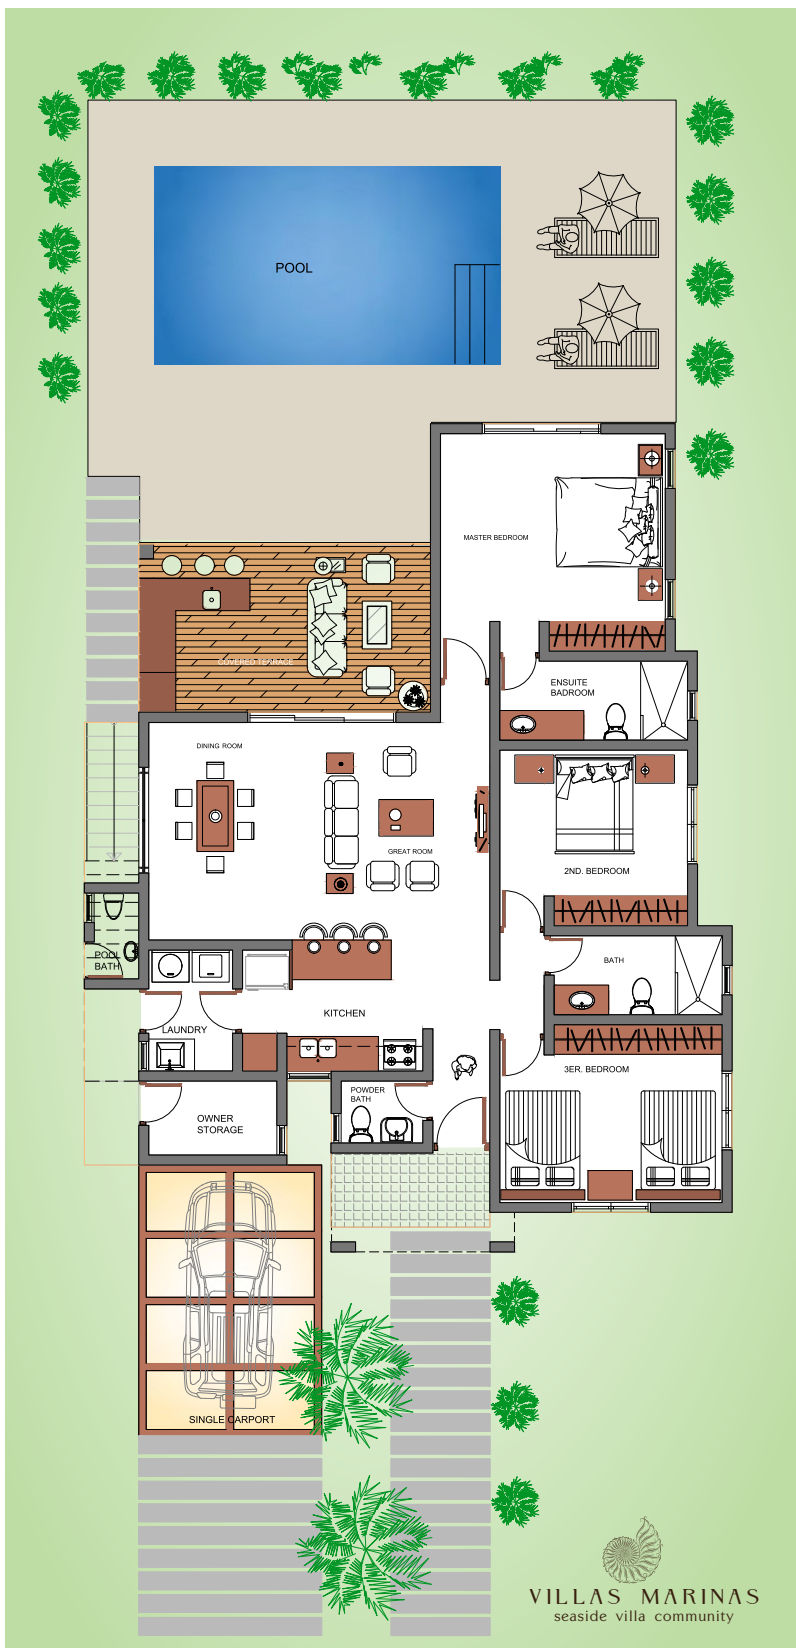 POOL
MASTER BEDROOM
COVERED TERRACE
ENSUITE
BADROOM
DINING ROOM
GREAT ROOM
2ND. BEDROOM
POOL
BATH
BATH
KITCHEN
LAUNDRY
3ER. BEDROOM
POWDER
BATH
OWNER
STORAGE
SINGLE CARPORT
VILLAS MARINAS
seaside villa community